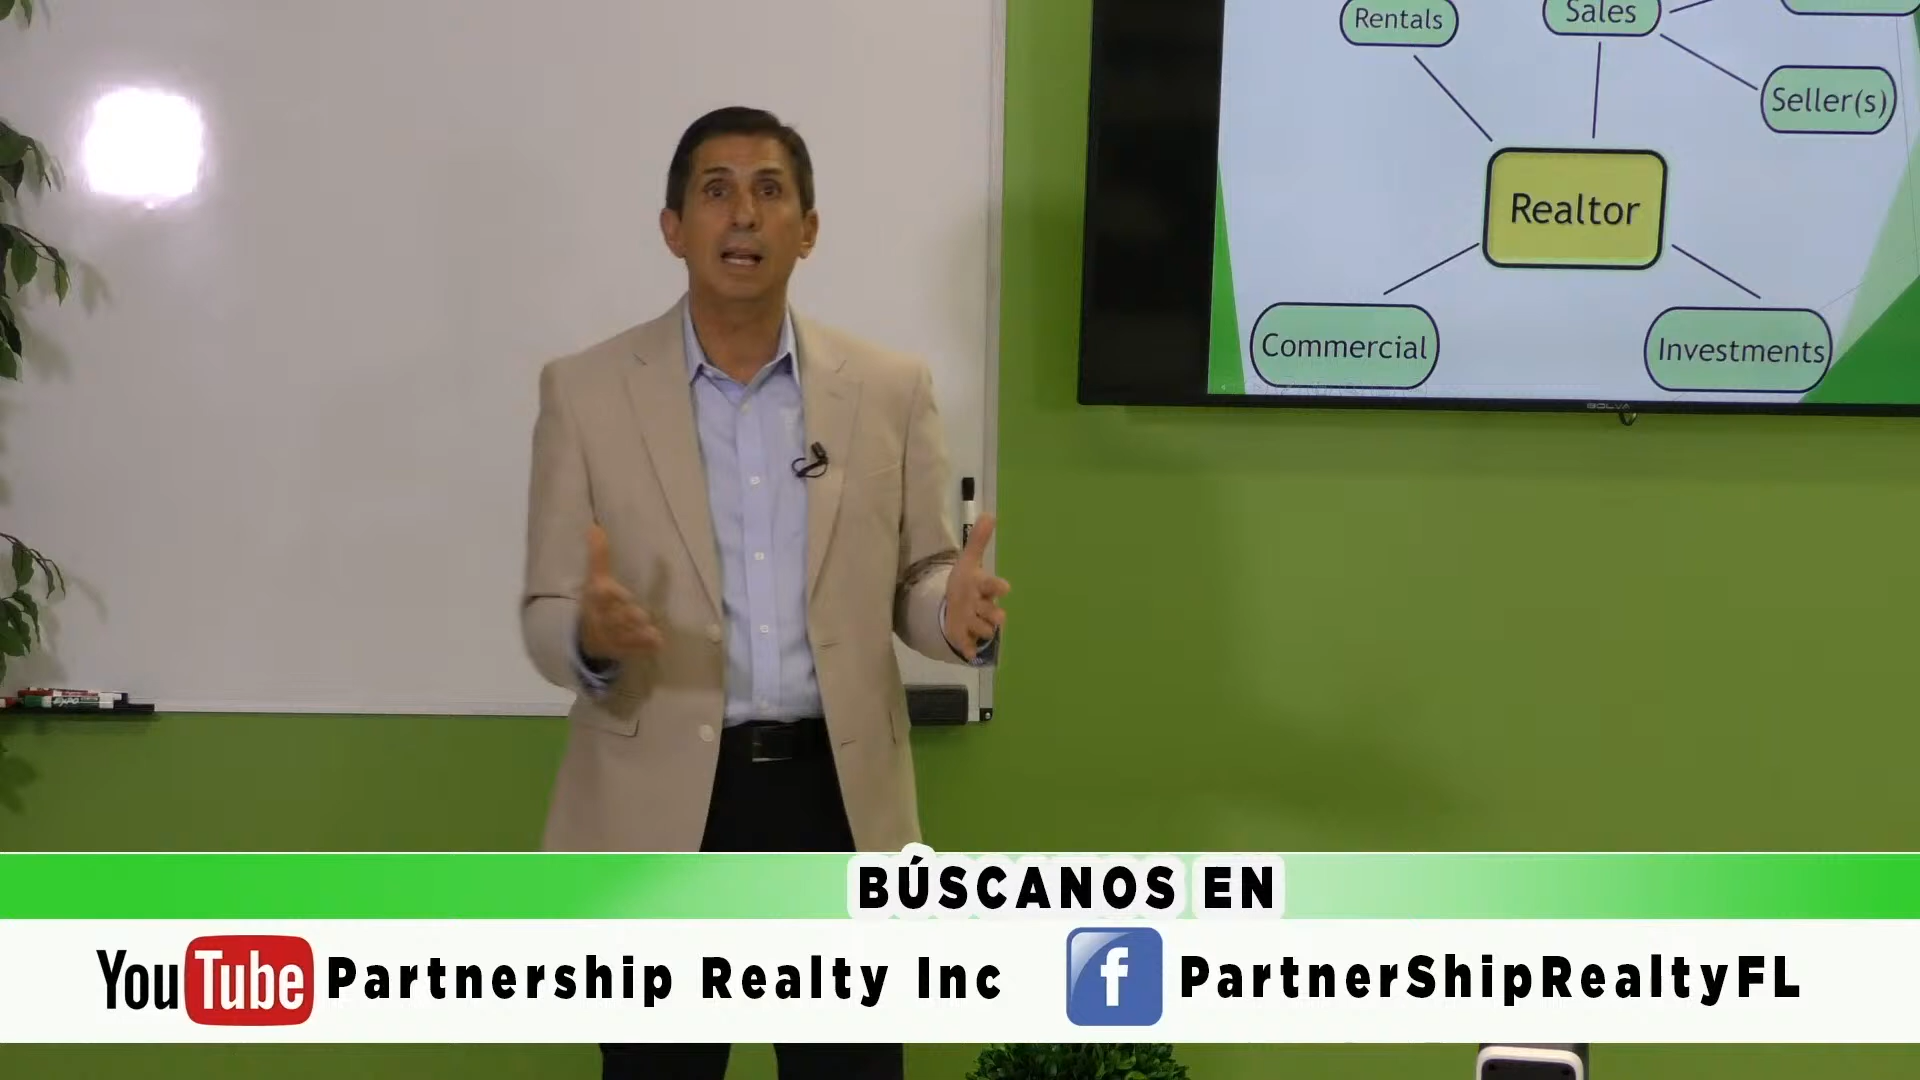 Rentals
Sales
Seller(s)
Realtor
Commercial
Investments
BÚSCANOS EN
YouTube Partnership Realty Inc
f PartnerShipRealtyFL